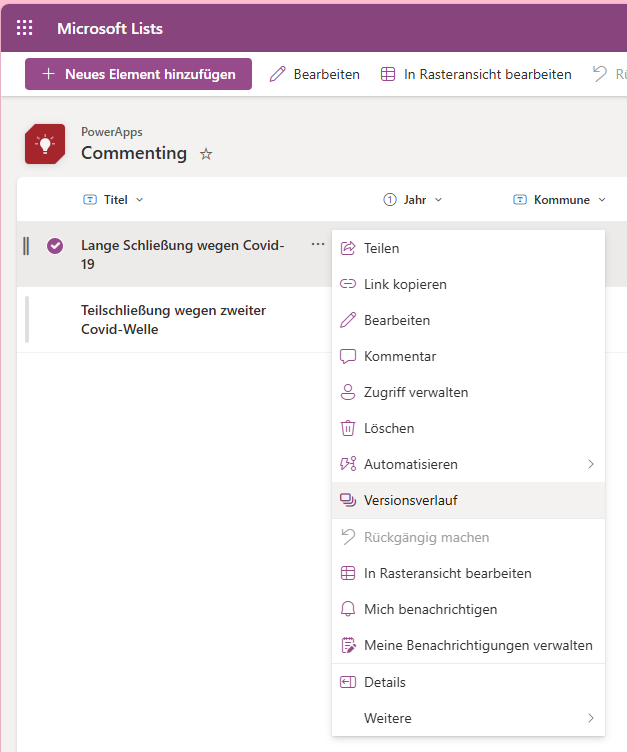 Microsoft Lists
Neues Element hinzufügen
Bearbeiten
In Rasteransicht bearbeiten
PowerApps
Commenting
Titel
1 Jahr
Kommune
Lange Schließung wegen Covid-
19
Teilen
Link kopieren
Teilschließung wegen zweiter
Covid-Welle
Bearbeiten
Kommentar
Zugriff verwalten
Löschen
Automatisieren
Versionsverlauf
Rückgängig machen
In Rasteransicht bearbeiten
Mich benachrichtigen
Meine Benachrichtigungen verwalten
Details
Weitere